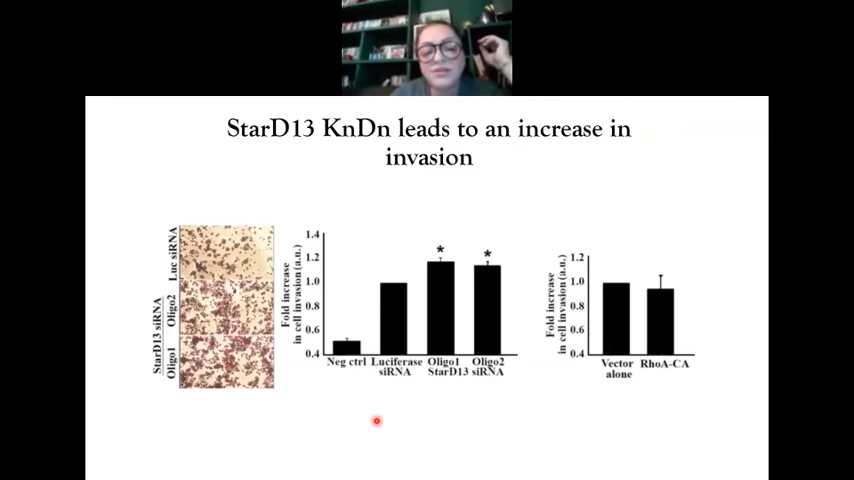 StarD13 KnDn leads to an increase in
invasion
Luc siRNA
StarD13 siRNA
Oligo2
Oligo1
Fold increase
in cell invasion (a.u.)
1.4
1.2
1.0
0.8
0.6
0.4
*
*
Neg ctrl Luciferase Oligo1 Oligo2
siRNA StarD13 siRNA
Fold increase
in cell invasion (a.u.)
1.2
1.0
0.8
0.6
0.4
Vector RhoA-CA
alone